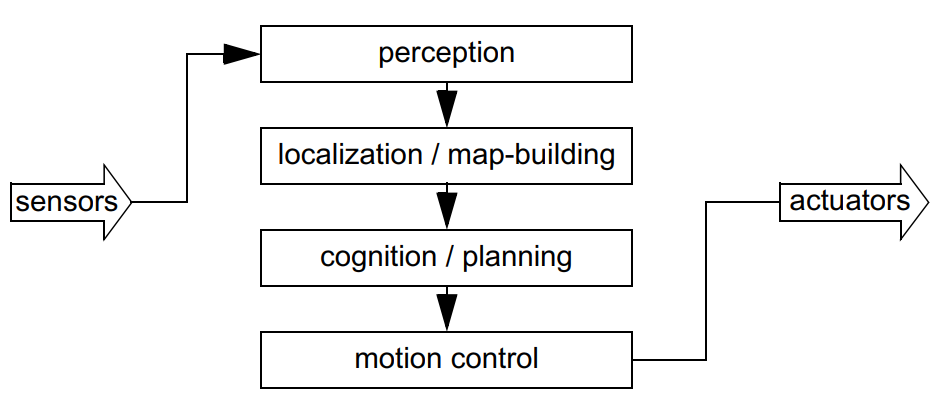 perception
localization / map-building
sensors
actuators
cognition / planning
motion control